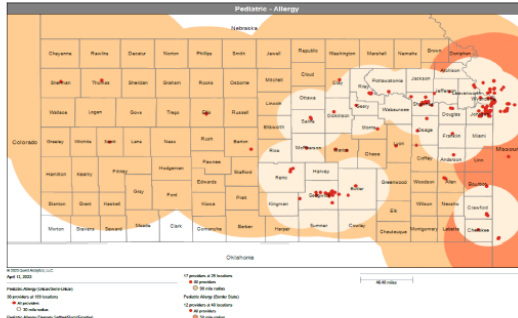 Pediatric - Allergy
Nebraska
Cheyenne Rawlins Decatur Norton Phillips Smith Jewell Republic Washington Marshall Nemaha Brown Doniphan
Sherman Thomas Sheridan Graham Rooks Osborne Mitchell Cloud Clay Riley Pottawatomie Jackson Atchison
Wallace Logan Gove Trego Ellis Russell Lincoln Ottawa Geary Wabaunsee Douglas
Colorado
Greeley Wichita Scott Lane Ness Rush Barton Ellsworth Saline Dickinson Morris Osage Franklin Miami
Missouri
Hamilton Kearny Finney Hodgeman Pawnee Rice McPherson Marion Chase Lyon Coffey Anderson Linn
Stanton Grant Haskell Gray Ford Edwards Stafford Reno Harvey Butler Greenwood Woodson Allen Bourbon
Kiowa Pratt Kingman Sedgwick Elk Wilson Neosho Crawford
Morton Stevens Seward Meade Clark Comanche Barber Harper Sumner Cowley Chautauqua Montgomery Labette Cherokee
Oklahoma
April 11, 2023
17 providers at 25 locations
All providers
30 mile radius
46.40 miles
Pediatric Allergy (Border State)
12 providers at 40 locations
All providers
All providers
30 mile radius